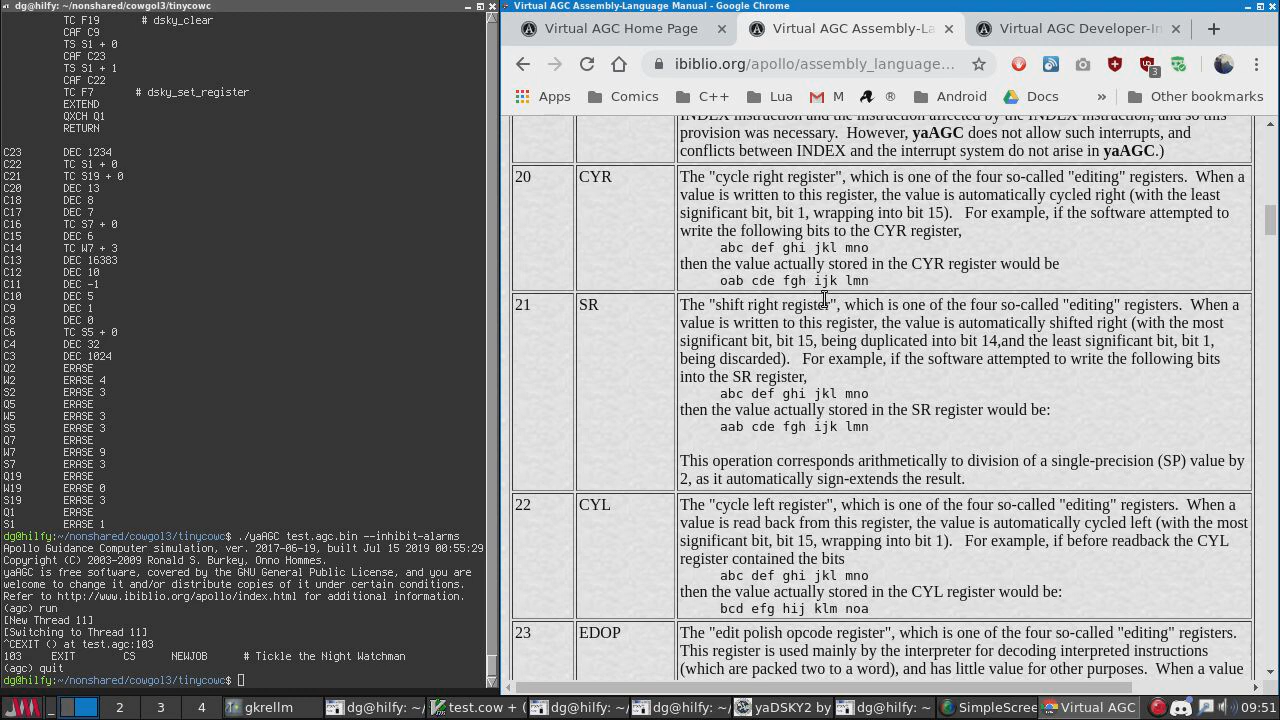 dg@hilfy: ~/nonshared/cowgol3/tinycowc
TC F19 # dsky_clear
CAF C9
TS S1 + 0
CAF C23
TS S1 + 1
CAF C22
TC F7 # dsky_set_register
EXTEND
QXCH Q1
RETURN
C23 DEC 1234
C22 TC S1 + 0
C21 TC S19 + 0
C20 DEC 13
C18 DEC 8
C17 DEC 7
C16 TC S7 + 0
C15 DEC 6
C14 TC W7 + 3
C13 DEC 16383
C12 DEC 10
C11 DEC -1
C10 DEC 5
C9 DEC 1
C8 DEC 0
C6 TC S5 + 0
C4 DEC 32
C3 DEC 1024
Q2 ERASE
W2 ERASE 4
S2 ERASE 3
Q5 ERASE
W5 ERASE 3
S5 ERASE 3
Q7 ERASE
W7 ERASE 9
S7 ERASE 3
Q19 ERASE
W19 ERASE 8
S19 ERASE 3
Q1 ERASE
S1 ERASE 1
dg@hilfy:~/nonshared/cowgol3/tinycowc$ ./yaAGC test.agc.bin --inhibit-alarms
Apollo Guidance Computer simulation, ver. 2017-06-19, built Jul 15 2019 00:55:29
Copyright (C) 2003-2009 Ronald S. Burkey, Onno Hommes.
yaAGC is free software, covered by the GNU General Public License, and you are
welcome to change it and/or distribute copies of it under certain conditions.
Refer to http://www.ibiblio.org/apollo/index.html for additional information.
(agc) run
[New Thread 11]
[Switching to Thread 11]
^CEXIT () at test.agc:103
103 EXIT CS NEWJOB # Tickle the Night Watchman
(agc) quit
dg@hilfy:~/nonshared/cowgol3/tinycowc$
Virtual AGC Assembly-Language Manual - Google Chrome
Virtual AGC Home Page
Virtual AGC Assembly-La
Virtual AGC Developer-In
ibiblio.org/apollo/assembly_language...
3
Apps Comics C++ Lua M R Android Docs » Other bookmarks
INDEX instruction and the instruction affected by the INDEX instruction, and so this
provision was necessary. However, yaAGC does not allow such interrupts, and
conflicts between INDEX and the interrupt system do not arise in yaAGC.)
20 CYR The "cycle right register", which is one of the four so-called "editing" registers. When a
value is written to this register, the value is automatically cycled right (with the least
significant bit, bit 1, wrapping into bit 15). For example, if the software attempted to
write the following bits to the CYR register,
abc def ghi jkl mno
then the value actually stored in the CYR register would be
oab cde fgh ijk lmn
21 SR The "shift right register", which is one of the four so-called "editing" registers. When a
value is written to this register, the value is automatically shifted right (with the most
significant bit, bit 15, being duplicated into bit 14,and the least significant bit, bit 1,
being discarded). For example, if the software attempted to write the following bits
into the SR register,
abc def ghi jkl mno
then the value actually stored in the SR register would be:
aab cde fgh ijk lmn
This operation corresponds arithmetically to division of a single-precision (SP) value by
2, as it automatically sign-extends the result.
22 CYL The "cycle left register", which is one of the four so-called "editing" registers. When a
value is read back from this register, the value is automatically cycled left (with the most
significant bit, bit 15, wrapping into bit 1). For example, if before readback the CYL
register contained the bits
abc def ghi jkl mno
then the value actually stored in the CYL register would be:
bcd efg hij klm noa
23 EDOP The "edit polish opcode register", which is one of the four so-called "editing" registers.
This register is used mainly by the interpreter for decoding interpreted instructions
(which are packed two to a word), and has little value for other purposes. When a value
2 3 4 gkrellm dg@hilfy: ~ test.cow + ( dg@hilfy: ~/ dg@hilfy: ~/ yaDSKY2 by dg@hilfy: ~ SimpleScree Virtual AGC 09:51